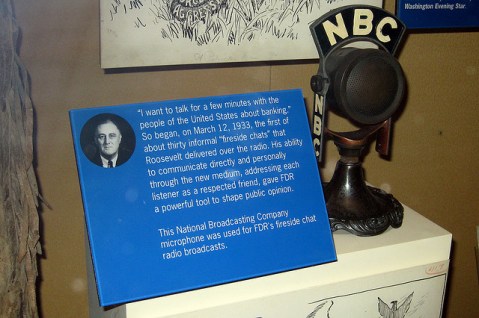 Washington Evening Star.
NBC
NBC
"I want to talk for a few minutes with the
people of the United States about banking."
So began, on March 12, 1933, the first of
about thirty informal "fireside chats" that
Roosevelt delivered over the radio. His ability
to communicate directly and personally
through the new medium, addressing each
listener as a respected friend, gave FDR
a powerful tool to shape public opinion.
This National Broadcasting Company
microphone was used for FDR's fireside chat
radio broadcasts.